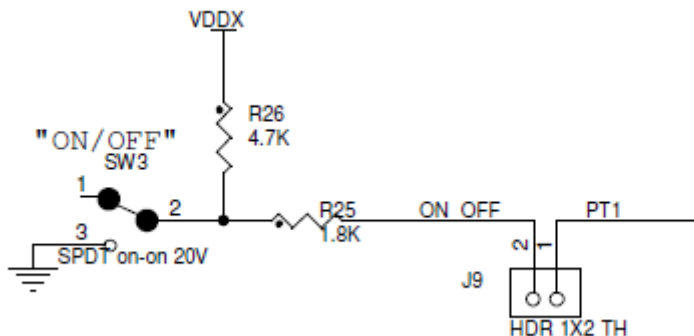 VDDX
R26
4.7K
"ON/OFF"
SW3
1
2
3
SPDT on-on 20V
R25
1.8K
ON OFF
PT1
2
1
J9
HDR 1X2 TH